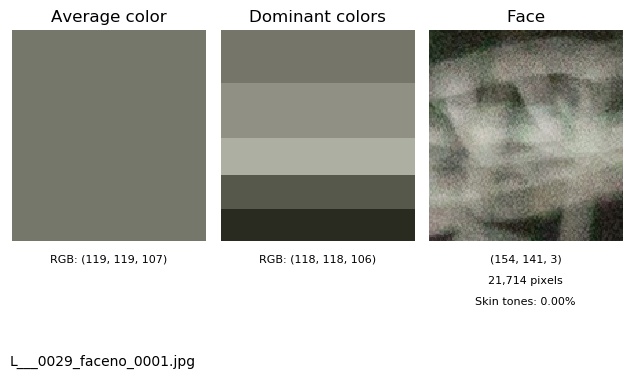 Average color
Dominant colors
Face
RGB: (119, 119, 107)
RGB: (118, 118, 106)
(154, 141, 3)
21,714 pixels
Skin tones: 0.00%
L___0029_faceno_0001.jpg